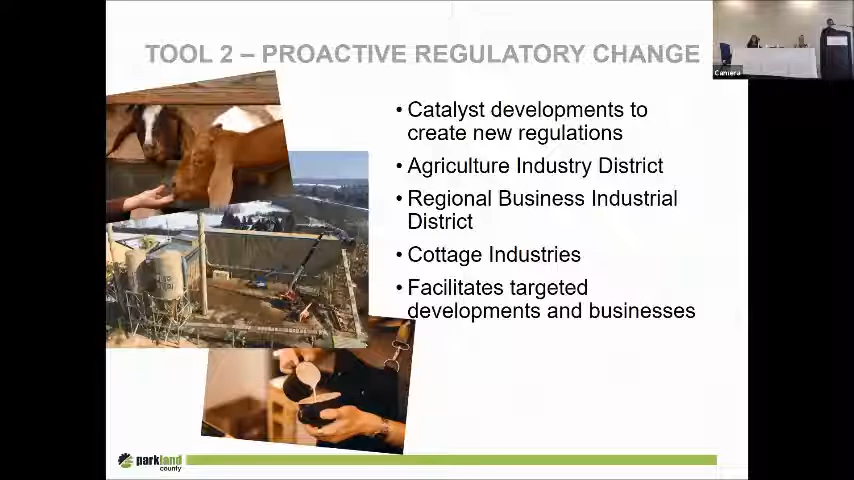 TOOL 2 – PROACTIVE REGULATORY CHANGE
• Catalyst developments to
create new regulations
• Agriculture Industry District
• Regional Business Industrial
District
• Cottage Industries
• Facilitates targeted
developments and businesses
Camera
parkland
county